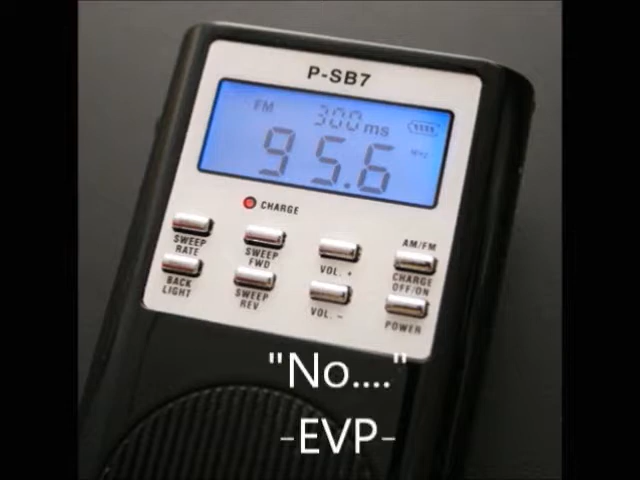 P-SB7
FM
300ms
95.6
MHz
CHARGE
SWEEP
RATE
SWEEP
FWD
VOL. +
AM/FM
BACK
LIGHT
SWEEP
REV
VOL. -
CHARGE
OFF/ON
POWER
"No...."
-EVP-